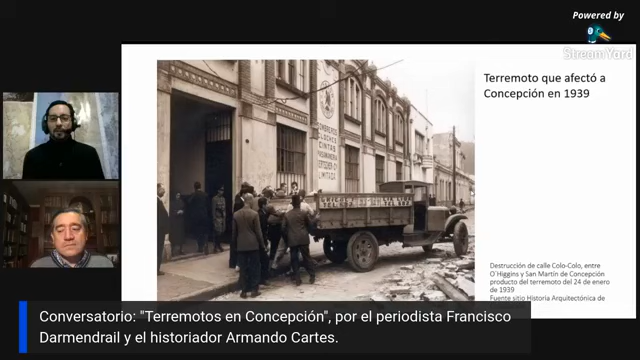 Powered by
StreamYard
Terremoto que afectó a
Concepción en 1939
Destrucción de calle Colo-Colo, entre
O´Higgins y San Martín de Concepción
producto del terremoto del 24 de enero
de 1939
Fuente sitio Historia Arquitectónica de
Conversatorio: "Terremotos en Concepción", por el periodista Francisco
Darmendrail y el historiador Armando Cartes.